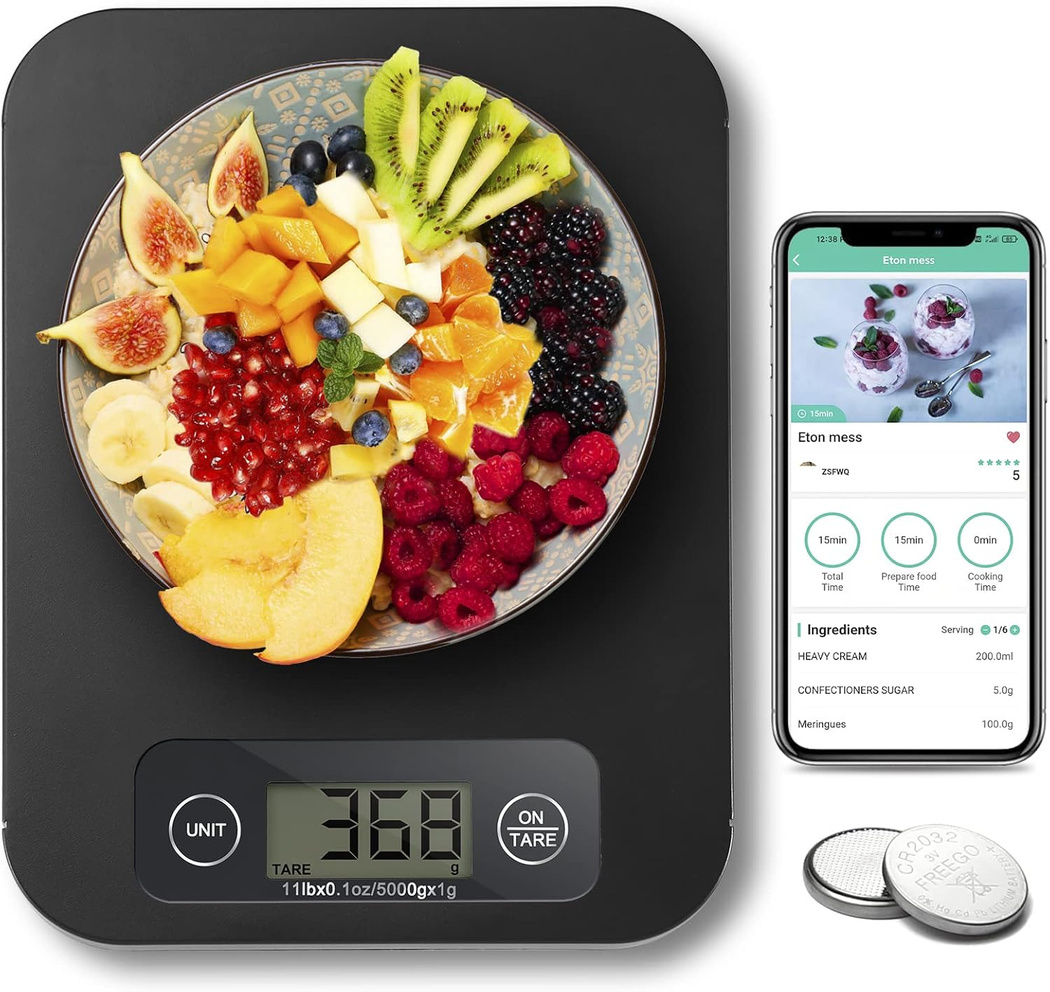 UNIT
368
TARE
g
ON
TARE
11lbx0.1oz/5000gx1g
12:38
Eton mess
15min
Eton mess
ZSFWQ
5
15min
15min
0min
Total
Time
Prepare food
Time
Cooking
Time
Ingredients
Serving
1/6
HEAVY CREAM
200.0ml
CONFECTIONERS SUGAR
5.0g
Meringues
100.0g
CR2032
3V
FREEGO
LITHIUM BATTERY +